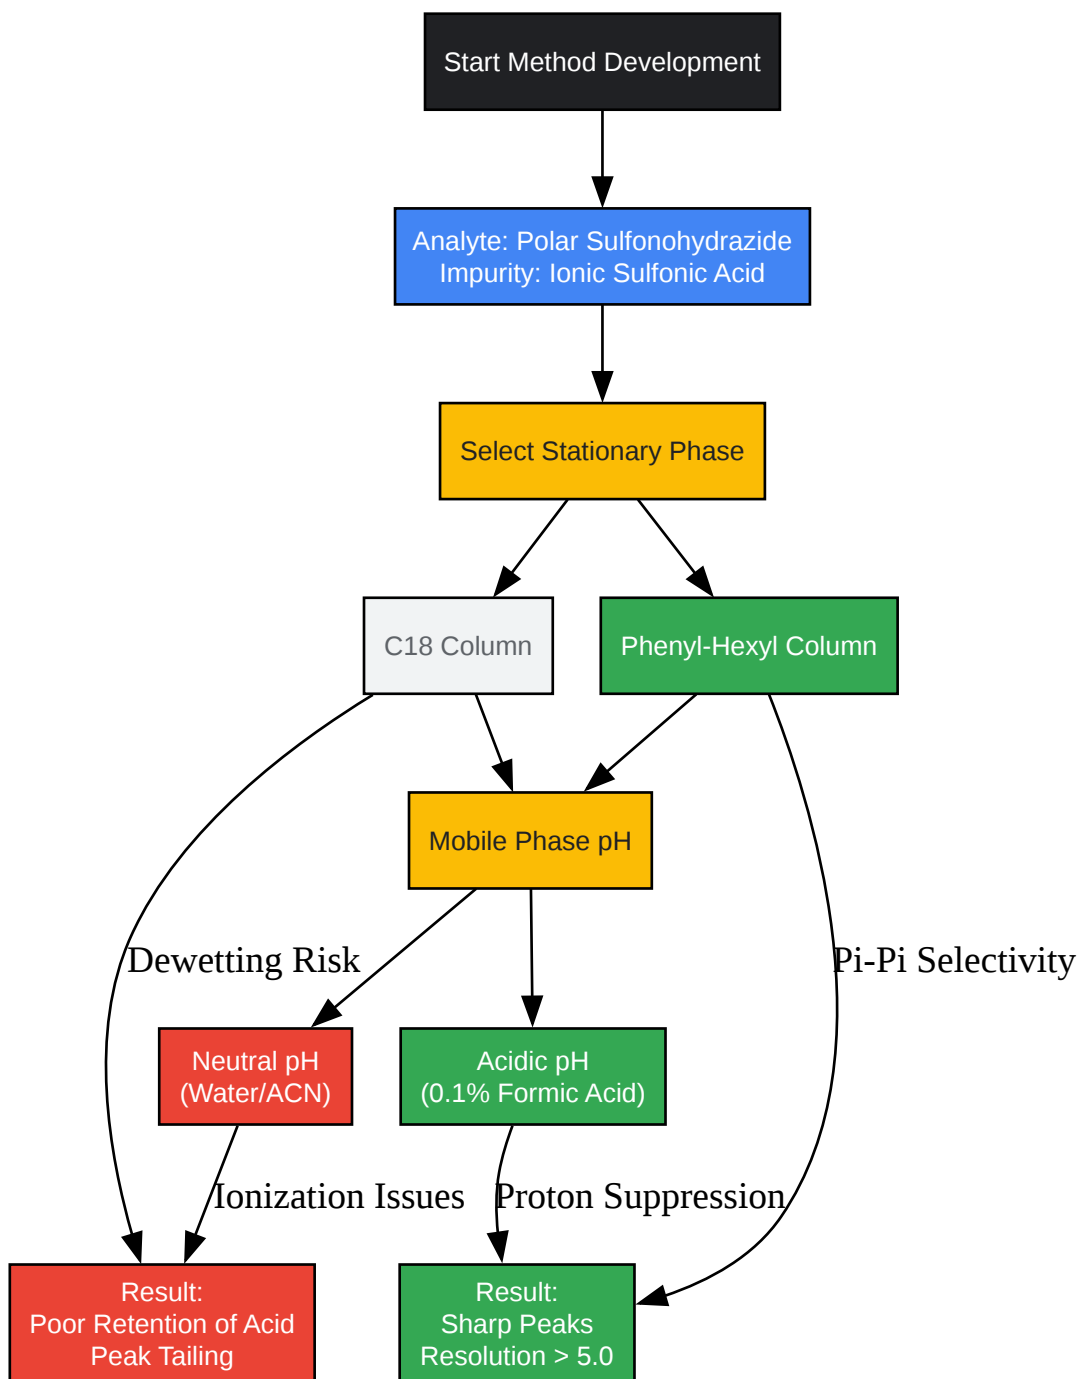 Start Method Development
Analyte: Polar Sulfonohydrazide
Impurity: Ionic Sulfonic Acid
Select Stationary Phase
C18 Column
Phenyl-Hexyl Column
Mobile Phase pH
Dewetting Risk
Pi-Pi Selectivity
Neutral pH
(Water/ACN)
Acidic pH
(0.1% Formic Acid)
Ionization Issues
Proton Suppression
Result:
Poor Retention of Acid
Peak Tailing
Result:
Sharp Peaks
Resolution > 5.0